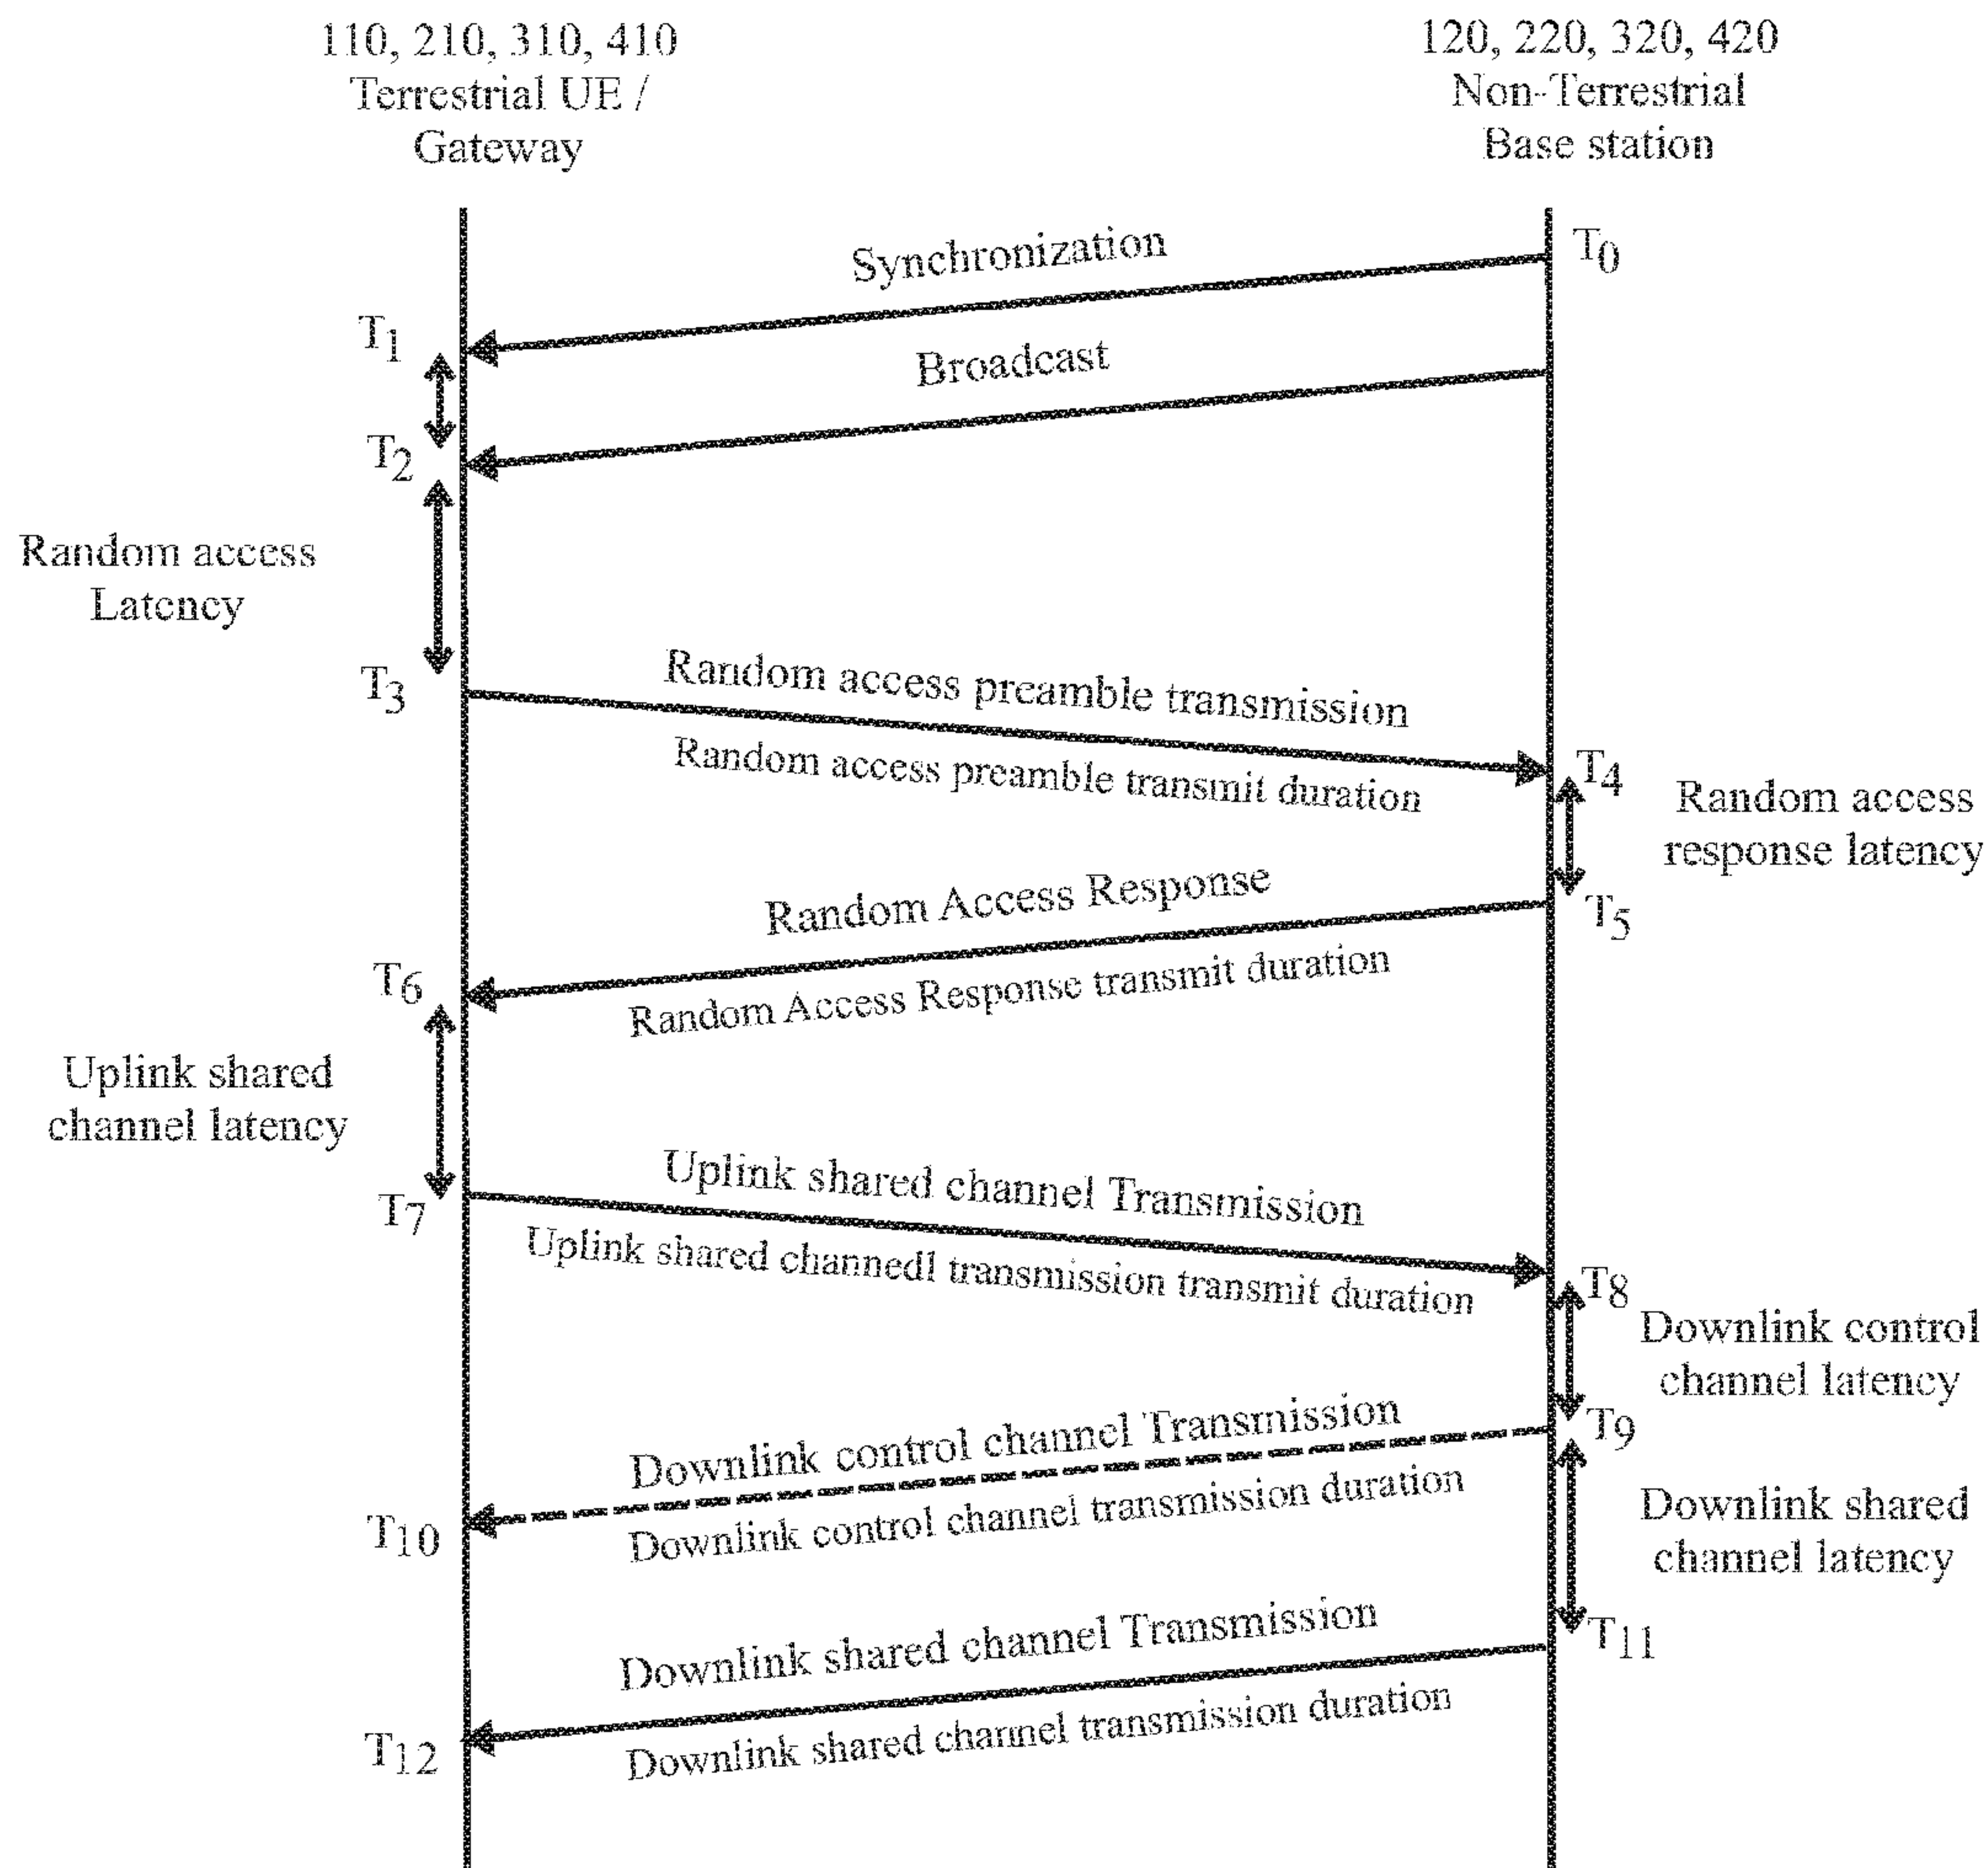 110, 210, 310, 410
Terrestrial UE /
Gateway
120, 220, 320, 420
Non-Terrestrial
Base station
Synchronization
T0
T1
Broadcast
T2
Random access
Latency
T3
Random access preamble transmission
Random access preamble transmit duration
T4
Random access
response latency
Random Access Response
T5
T6
Random Access Response transmit duration
Uplink shared
channel latency
T7
Uplink shared channel Transmission
Uplink shared channedl transmission transmit duration
T8
Downlink control
channel latency
Downlink control channel Transmission
T9
T10
Downlink control channel transmission duration
Downlink shared
channel latency
Downlink shared channel Transmission
T11
T12
Downlink shared channel transmission duration